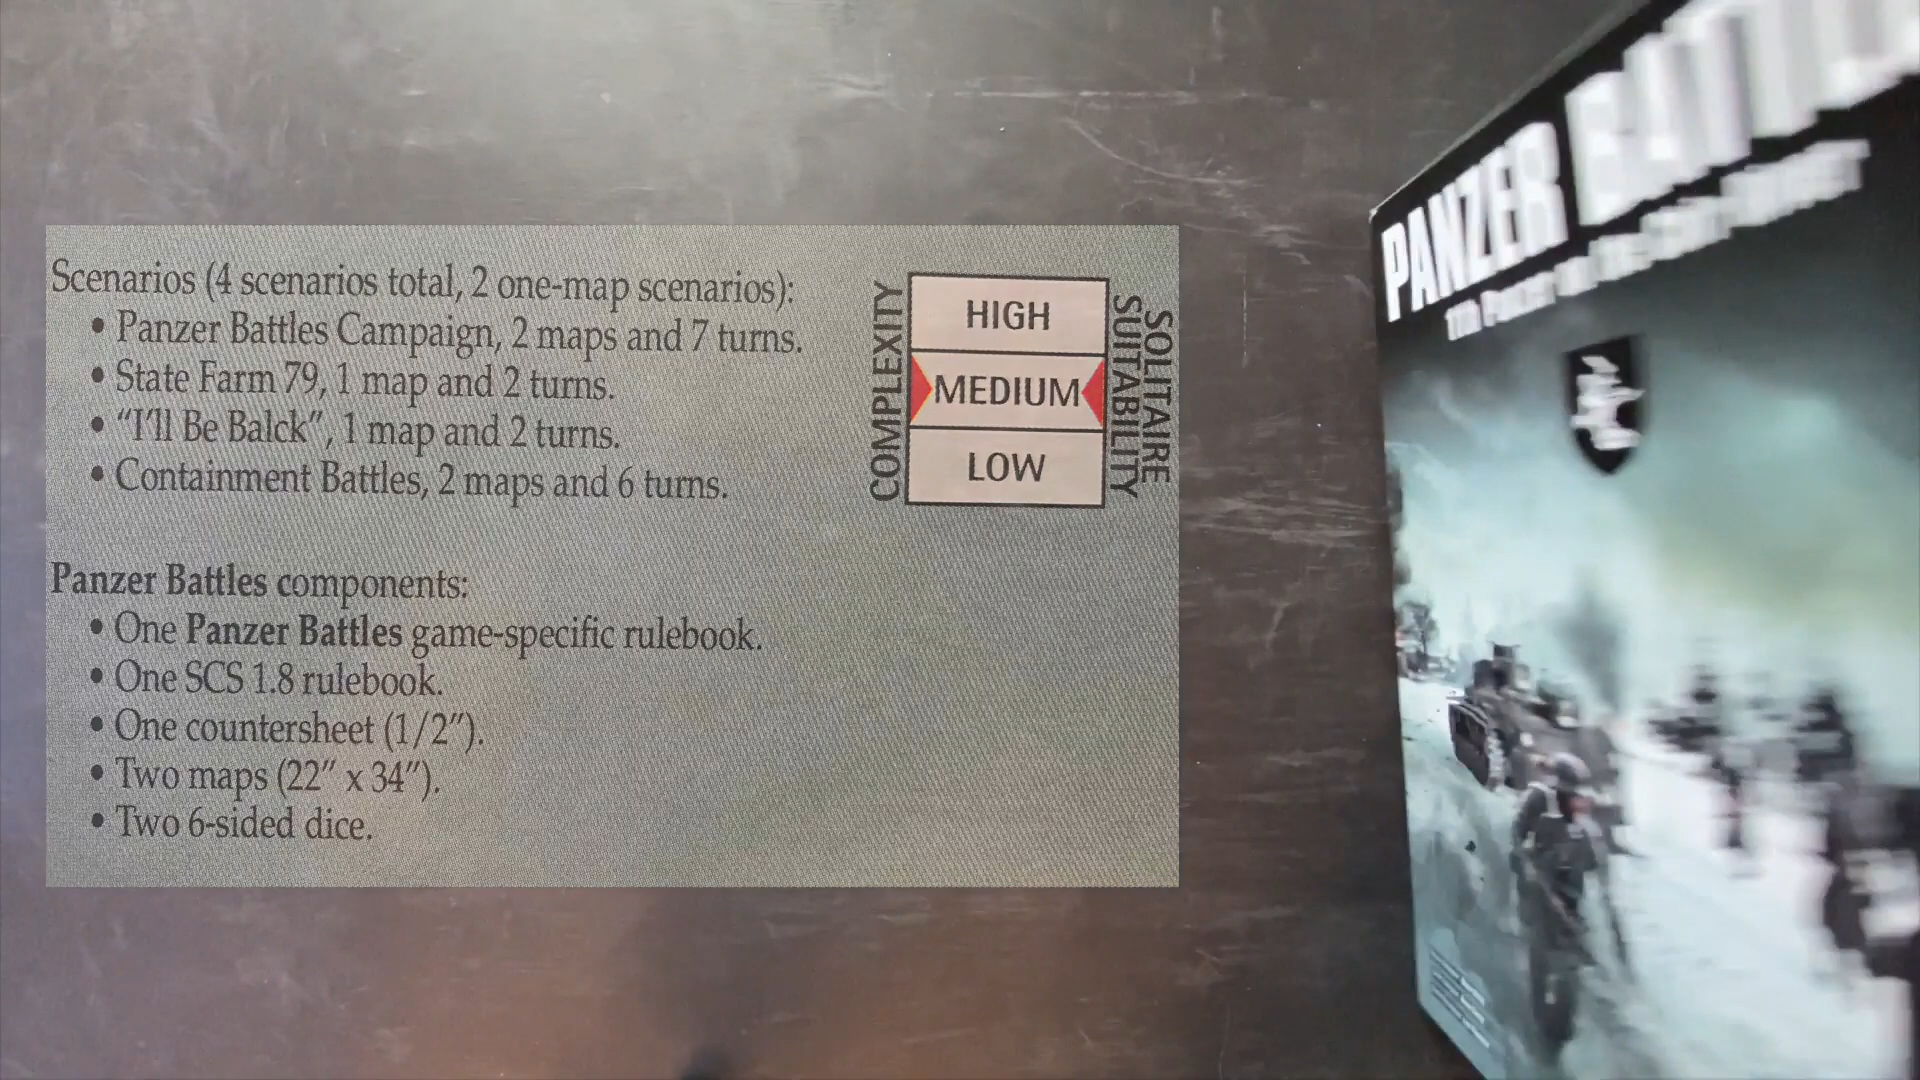 Scenarios (4 scenarios total, 2 one-map scenarios):
• Panzer Battles Campaign, 2 maps and 7 turns.
• State Farm 79, 1 map and 2 turns.
• “I’ll Be Balck”, 1 map and 2 turns.
• Containment Battles, 2 maps and 6 turns.
COMPLEXITY
HIGH
MEDIUM
LOW
SOLITAIRE
SUITABILITY
Panzer Battles components:
• One Panzer Battles game-specific rulebook.
• One SCS 1.8 rulebook.
• One countersheet (1/2”).
• Two maps (22” x 34”).
• Two 6-sided dice.
PANZER BATTL
11th Panzer